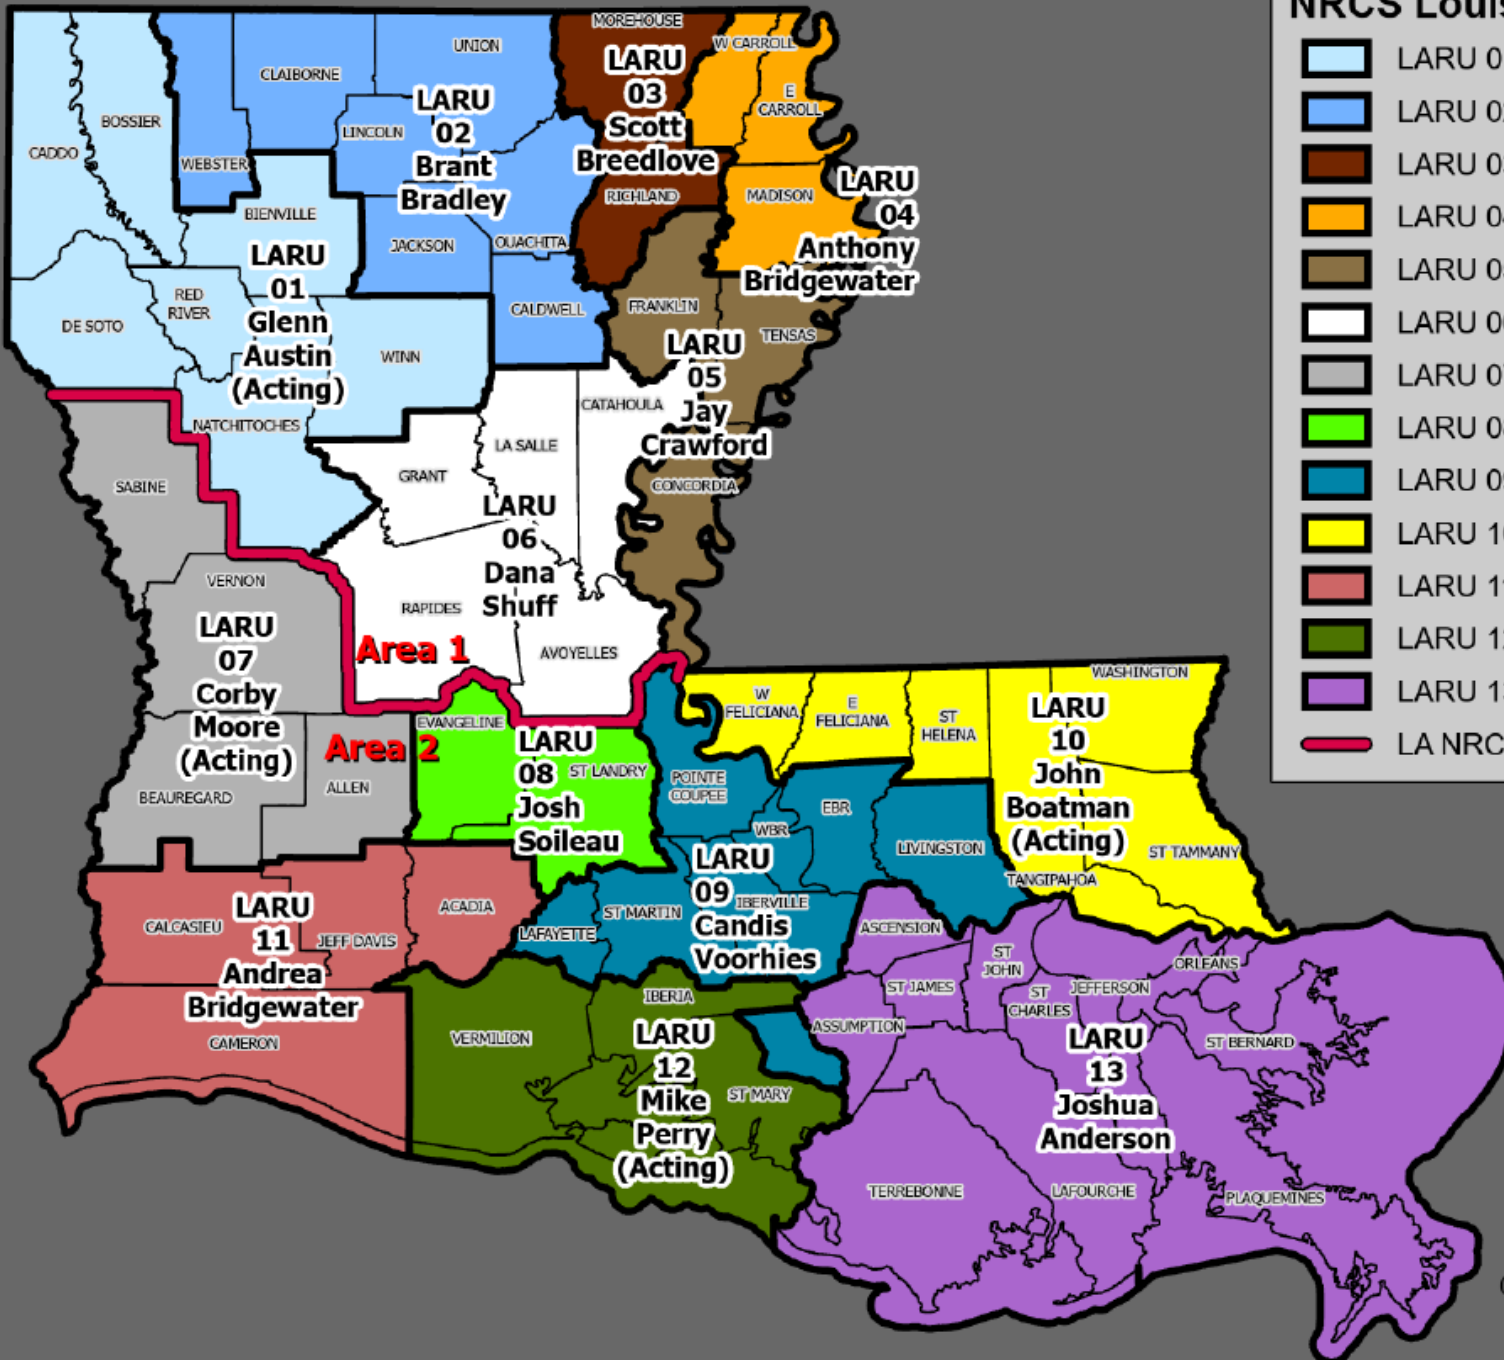 NRCS Louis
LARU 0
LARU 0
LARU 0
LARU 0
LARU 0
LARU 0
LARU 0
LARU 0
LARU 0
LARU 1
LARU 1
LARU 1
LARU 1
LA NRC
MOREHOUSE
W CARROLL
UNION
CLAIBORNE
E
CARROLL
BOSSIER
LINCOLN
CADDO
WEBSTER
LARU
02
Brant
Bradley
LARU
03
Scott
Breedlove
RICHLAND
MADISON
LARU
04
Anthony
Bridgewater
BIENVILLE
JACKSON
OUACHITA
LARU
01
Glenn
Austin
(Acting)
RED
RIVER
DE SOTO
WINN
CALDWELL
FRANKLIN
TENSAS
LARU
05
Jay
Crawford
NATCHITOCHES
CATAHOULA
LA SALLE
GRANT
SABINE
CONCORDIA
LARU
06
Dana
Shuff
VERNON
RAPIDES
AVOYELLES
Area 1
LARU
07
Corby
Moore
(Acting)
Area 2
EVANGELINE
LARU
08
Josh
Soileau
ST LANDRY
BEAUREGARD
ALLEN
W
FELICIANA
E
FELICIANA
ST
HELENA
WASHINGTON
LARU
10
John
Boatman
(Acting)
POINTE
COUPEE
WBR
EBR
LIVINGSTON
TANGIPAHOA
ST TAMMANY
LARU
09
Candis
Voorhies
IBERVILLE
ST MARTIN
LAFAYETTE
ACADIA
CALCASIEU
JEFF DAVIS
LARU
11
Andrea
Bridgewater
CAMERON
VERMILION
IBERIA
LARU
12
Mike
Perry
(Acting)
ST MARY
ASCENSION
ST
JOHN
ST JAMES
ST
CHARLES
JEFFERSON
ORLEANS
ASSUMPTION
ST BERNARD
LARU
13
Joshua
Anderson
TERREBONNE
LAFOURCHE
PLAQUEMINES